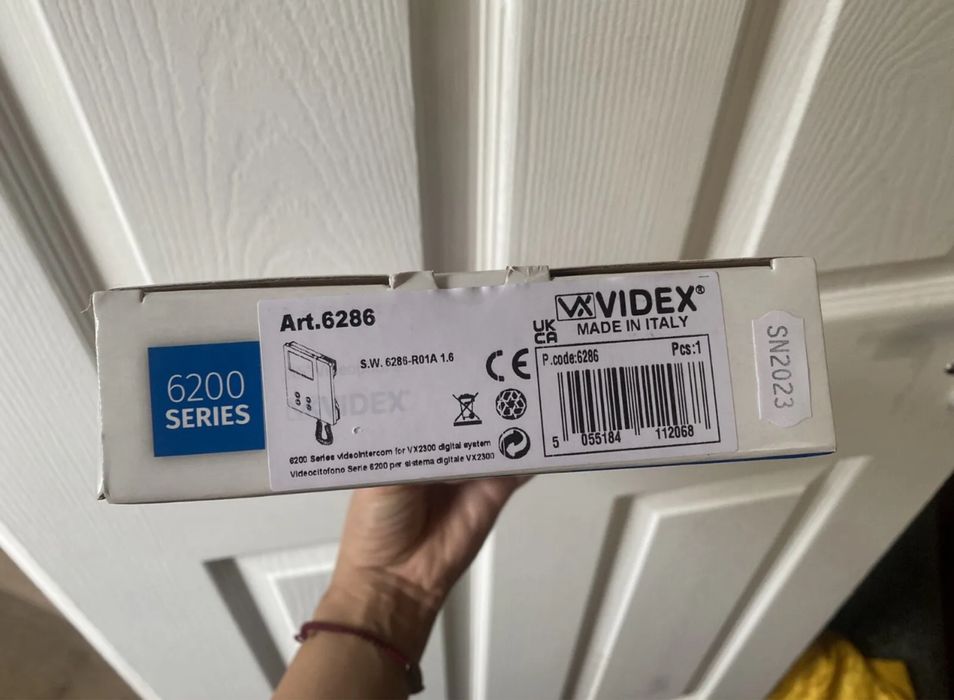 6200
SERIES
Art.6286
S.W. 6286-R01A 1.6
6200 Series videointercom for VX2300 digital system
Videocitofono Serie 6200 per sistema digitale VX2300
VIDEX®
MADE IN ITALY
UK
CA
CE
P.code:6286 Pcs:1
5 055184 112068
SN2023